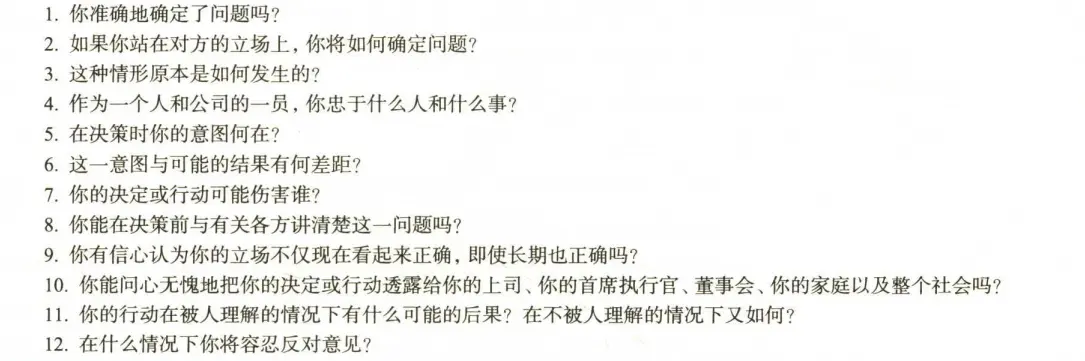 1. 你准确地确定了问题吗?
2. 如果你站在对方的立场上, 你将如何确定问题?
3. 这种情形原本是如何发生的?
4. 作为一个人和公司的一员, 你忠于什么人和什么事?
5. 在决策时你的意图何在?
6. 这一意图与可能的结果有何差距?
7. 你的决定或行动可能伤害谁?
8. 你能在决策前与有关各方讲清楚这一问题吗?
9. 你有信心认为你的立场不仅现在看起来正确, 即使长期也正确吗?
10. 你能问心无愧地把你的决定或行动透露给你的上司、你的首席执行官、董事会、你的家庭以及整个社会吗?
11. 你的行动在被人理解的情况下有什么可能的后果? 在不被人理解的情况下又如何?
12. 在什么情况下你将容忍反对意见?